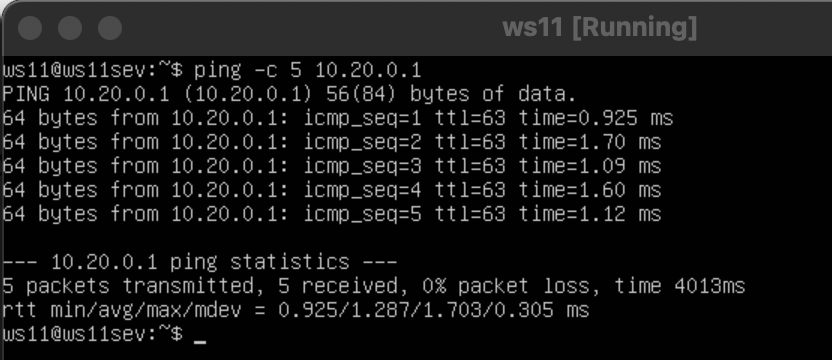 ws11 [Running]
ws11@ws11sev:~$ ping -c 5 10.20.0.1
PING 10.20.0.1 (10.20.0.1) 56(84) bytes of data.
64 bytes from 10.20.0.1: icmp_seq=1 ttl=63 time=0.925 ms
64 bytes from 10.20.0.1: icmp_seq=2 ttl=63 time=1.70 ms
64 bytes from 10.20.0.1: icmp_seq=3 ttl=63 time=1.09 ms
64 bytes from 10.20.0.1: icmp_seq=4 ttl=63 time=1.60 ms
64 bytes from 10.20.0.1: icmp_seq=5 ttl=63 time=1.12 ms
--- 10.20.0.1 ping statistics ---
5 packets transmitted, 5 received, 0% packet loss, time 4013ms
rtt min/avg/max/mdev = 0.925/1.287/1.703/0.305 ms
ws11@ws11sev:~$ _